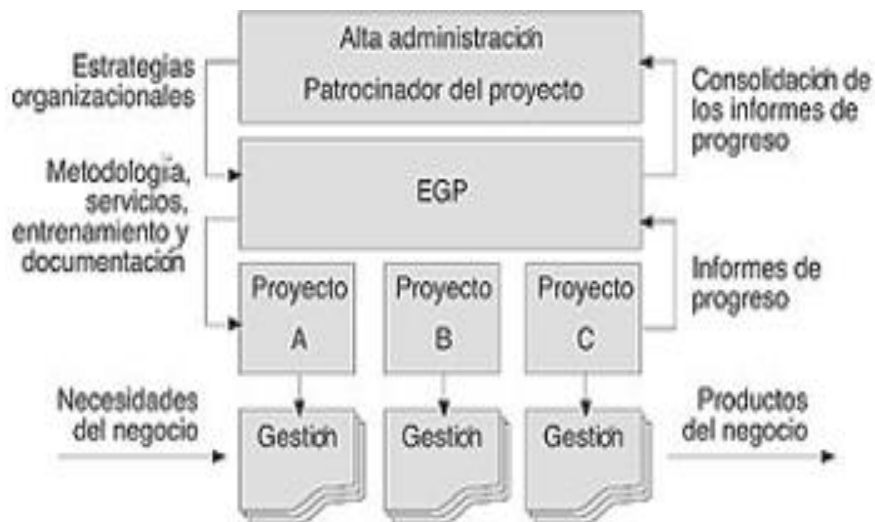 Alta administración
Patrocinador del proyecto
Estrategias
organizacionales
Consolidación de
los informes de
progreso
EGP
Metodología,
servicios,
entrenamiento y
documentación
Proyecto
A
Proyecto
B
Proyecto
C
Informes de
progreso
Necesidades
del negocio
Gestión
Gestión
Gestión
Productos
del negocio